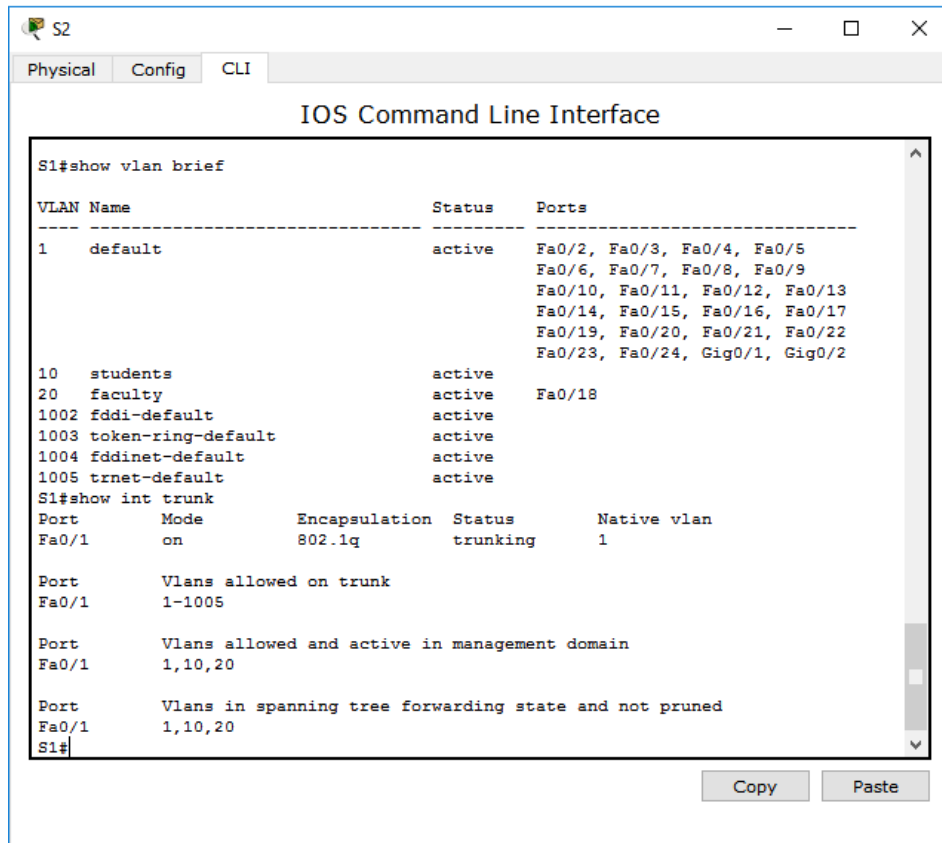 S2
Physical Config CLI
IOS Command Line Interface
S1#show vlan brief
VLAN Name                             Status    Ports
---- -------------------------------- --------- -------------------------------
1    default                          active    Fa0/2, Fa0/3, Fa0/4, Fa0/5
                                                Fa0/6, Fa0/7, Fa0/8, Fa0/9
                                                Fa0/10, Fa0/11, Fa0/12, Fa0/13
                                                Fa0/14, Fa0/15, Fa0/16, Fa0/17
                                                Fa0/19, Fa0/20, Fa0/21, Fa0/22
                                                Fa0/23, Fa0/24, Gig0/1, Gig0/2
10   students                         active
20   faculty                          active    Fa0/18
1002 fddi-default                     active
1003 token-ring-default               active
1004 fddinet-default                  active
1005 trnet-default                    active
S1#show int trunk
Port        Mode         Encapsulation  Status        Native vlan
Fa0/1       on           802.1q         trunking      1
Port        Vlans allowed on trunk
Fa0/1       1-1005
Port        Vlans allowed and active in management domain
Fa0/1       1,10,20
Port        Vlans in spanning tree forwarding state and not pruned
Fa0/1       1,10,20
S1#
Copy Paste